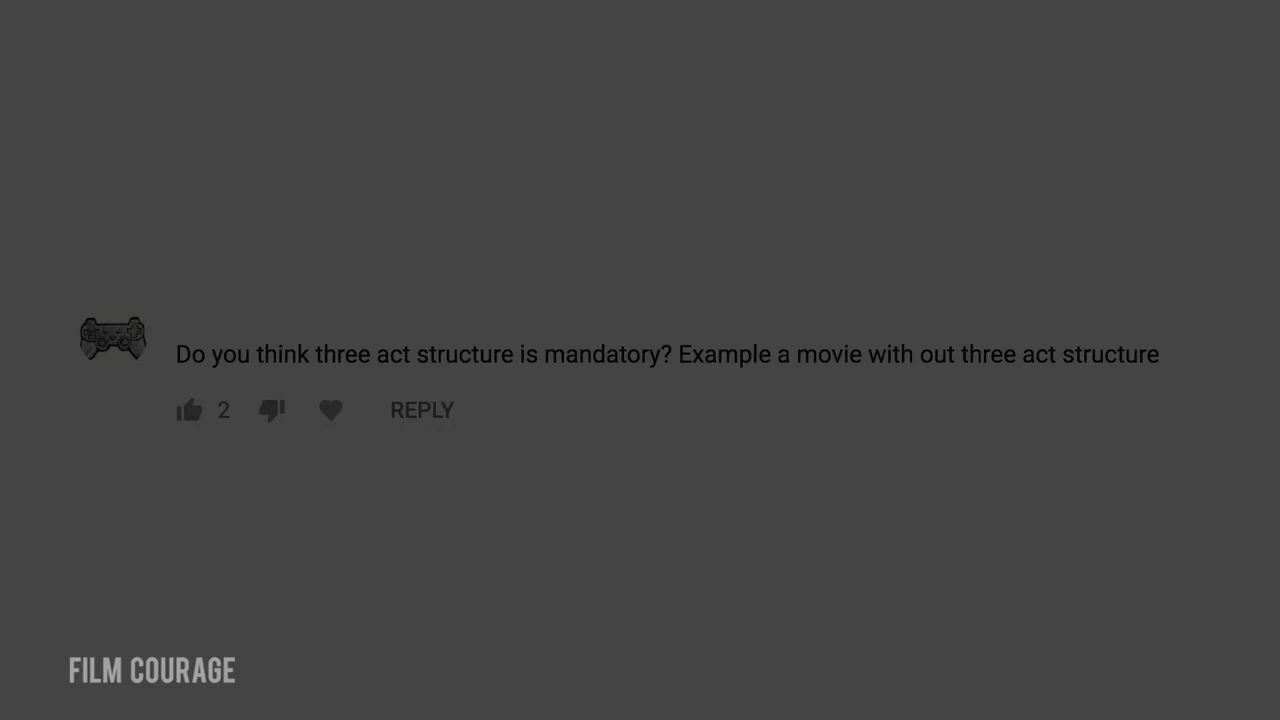 Do you think three act structure is mandatory? Example a movie with out three act structure
2 REPLY
FILM COURAGE